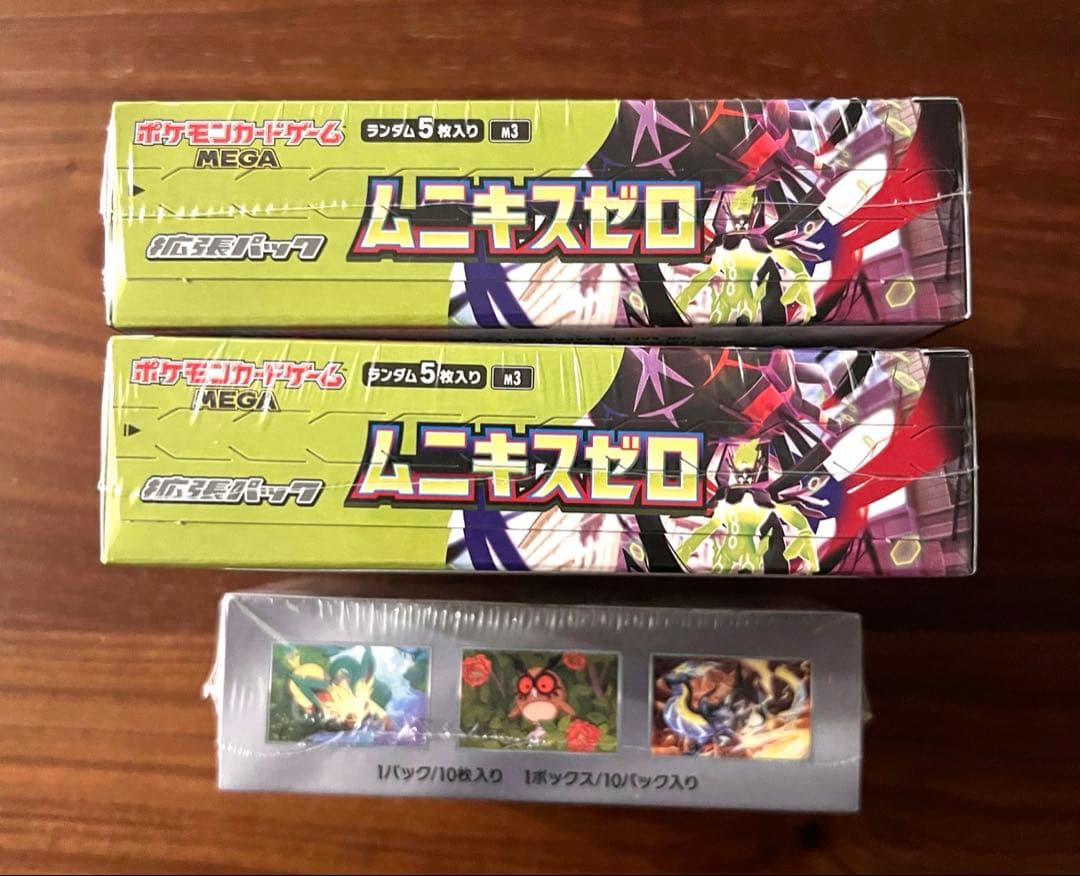 ポケモンカードゲーム
MEGA
ランダム5枚入り M3
ムニキスゼロ
拡張パック
ポケモンカードゲーム
MEGA
ランダム5枚入り M3
ムニキスゼロ
拡張パック
1パック/10枚入り 1ボックス/10パック入り